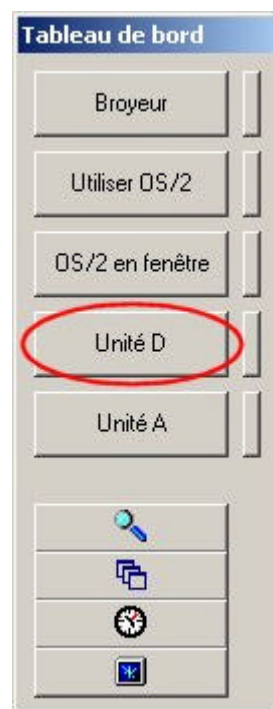 Tableau de bord
Broyeur
Utiliser OS/2
OS/2 en fenêtre
Unité D
Unité A